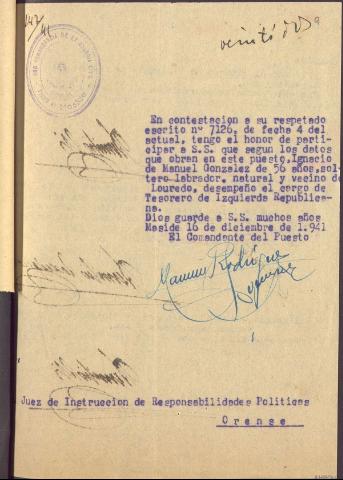 147/41
En contestacion a su respetado
escrito nº 7126, de fecha 4 del
actual, tengo el honor de parti-
cipar a S.S. que segun los datos
que obran en este puesto, Ignacio
de Manuel Gonzalez de 56 años, sol-
tero labrador, natural y vecino de
Louredo, desempeño el cargo de
Tesorero de Izquierda Republica-
na.
Dios guarde a S.S. muchos años
Maside 16 de diciembre de 1.941
El Comandante del Puesto
Manuel Rodrigue
Juez de Instruccion de Responsabilidades Politicas
Orense